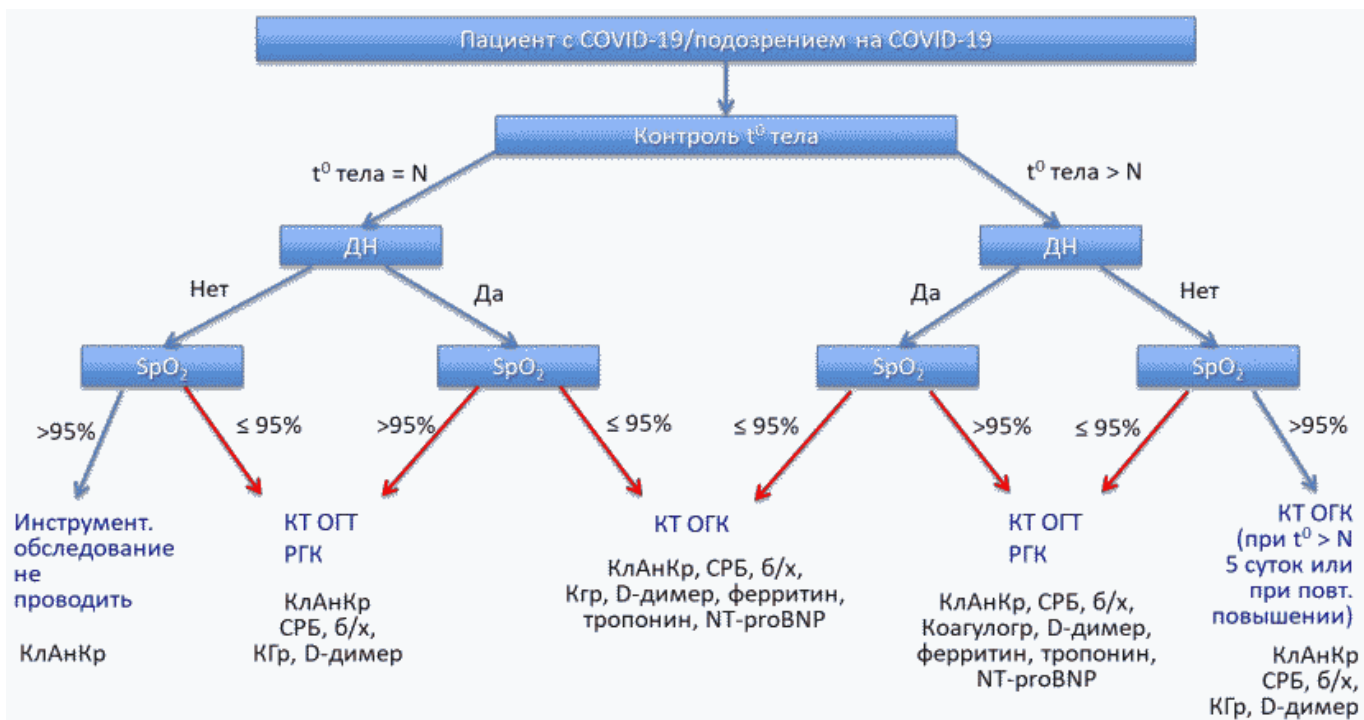 Пациент с COVID-19/подозрением на COVID-19
Контроль t⁰ тела
t⁰ тела = N
t⁰ тела > N
ДН
ДН
Нет
Да
Да
Нет
SpO₂
SpO₂
SpO₂
SpO₂
>95%
≤ 95%
>95%
≤ 95%
≤ 95%
>95%
≤ 95%
>95%
Инструмент.
обследование
не
проводить
КлАнКр
КТ ОГТ
РГК
КлАнКр
СРБ, б/х,
КГр, D-димер
КТ ОГК
КлАнКр, СРБ, б/х,
Кгр, D-димер, ферритин,
тропонин, NT-proBNP
КТ ОГТ
РГК
КлАнКр, СРБ, б/х,
Коагулогр, D-димер,
ферритин, тропонин,
NT-proBNP
КТ ОГК
(при t⁰ > N
5 суток или
при повт.
повышении)
КлАнКр
СРБ, б/х,
КГр, D-димер